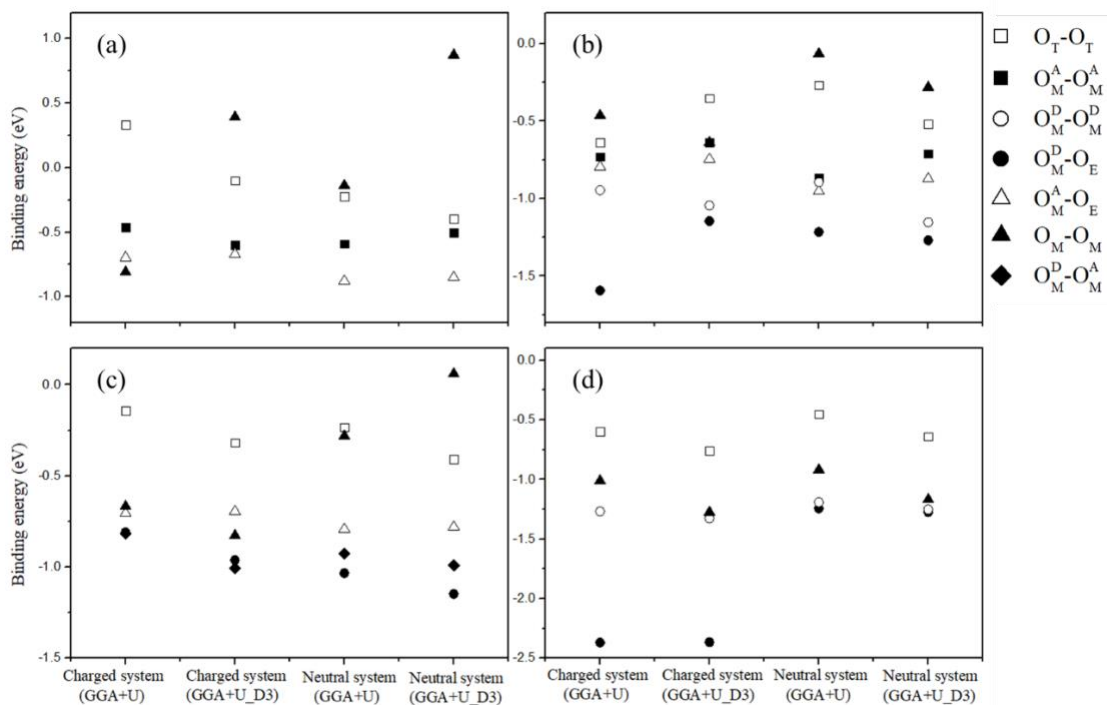 (a)
1.0
0.5
0.0
-0.5
-1.0
Binding energy (eV)
(b)
0.0
-0.5
-1.0
-1.5
O_T-O_T
O_M^A-O_M^A
O_M^D-O_M^D
O_M^D-O_E
O_M^A-O_E
O_M-O_M
O_M^D-O_M^A
(c)
0.0
-0.5
-1.0
-1.5
Binding energy (eV)
Charged system
(GGA+U)
Charged system
(GGA+U_D3)
Neutral system
(GGA+U)
Neutral system
(GGA+U_D3)
(d)
0.0
-0.5
-1.0
-1.5
-2.0
-2.5
Charged system
(GGA+U)
Charged system
(GGA+U_D3)
Neutral system
(GGA+U)
Neutral system
(GGA+U_D3)